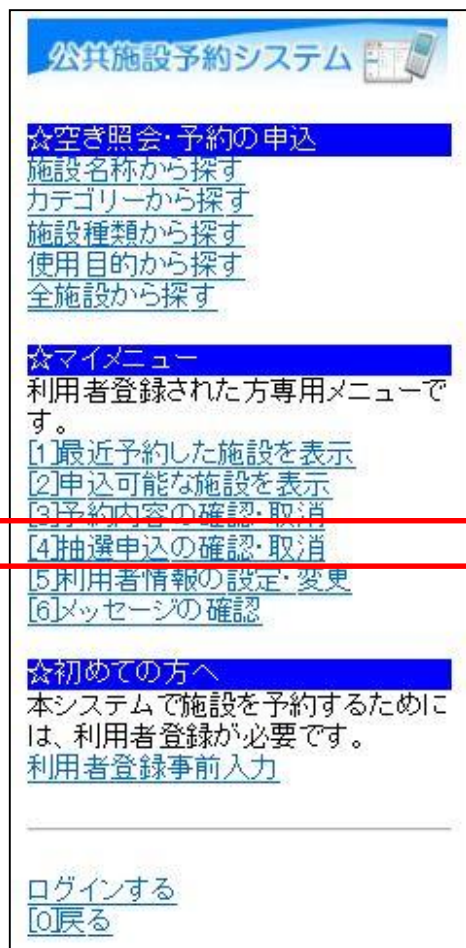 公共施設予約システム
☆空き照会・予約の申込
施設名称から探す
カテゴリーから探す
施設種類から探す
使用目的から探す
全施設から探す
☆マイメニュー
利用者登録された方専用メニューで
す。
[1]最近予約した施設を表示
[2]申込可能な施設を表示
[3]予約内容の確認・取消
[4]抽選申込の確認・取消
[5]利用者情報の設定・変更
[6]メッセージの確認
☆初めての方へ
本システムで施設を予約するために
は、利用者登録が必要です。
利用者登録事前入力
ログインする
[0]戻る